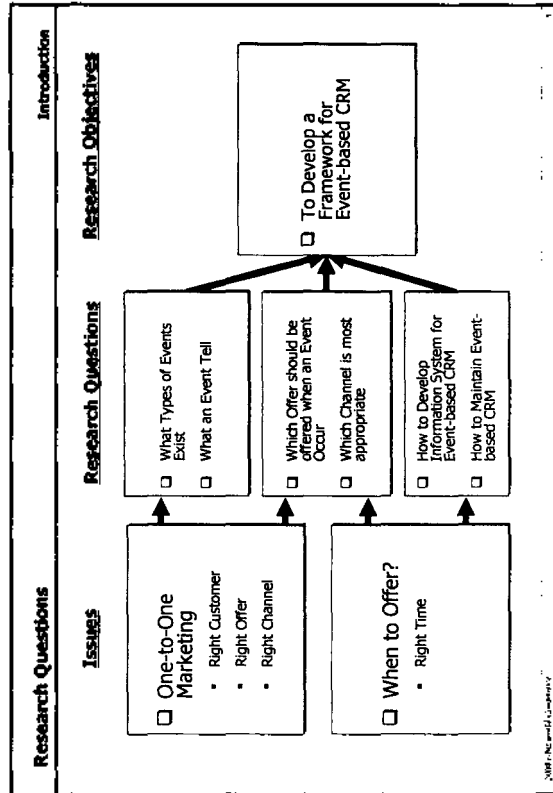 Research Questions
Introduction
Issues
Research Questions
Research Objectives
❑ One-to-One
Marketing
▪ Right Customer
▪ Right Offer
▪ Right Channel
❑ When to Offer?
▪ Right Time
❑ What Types of Events
Exist
❑ What an Event Tell
❑ Which Offer should be
offered when an Event
Occur
❑ Which Channel is most
appropriate
❑ How to Develop
Information System for
Event-based CRM
❑ How to Maintain Event-
based CRM
❑ To Develop a
Framework for
Event-based CRM
1